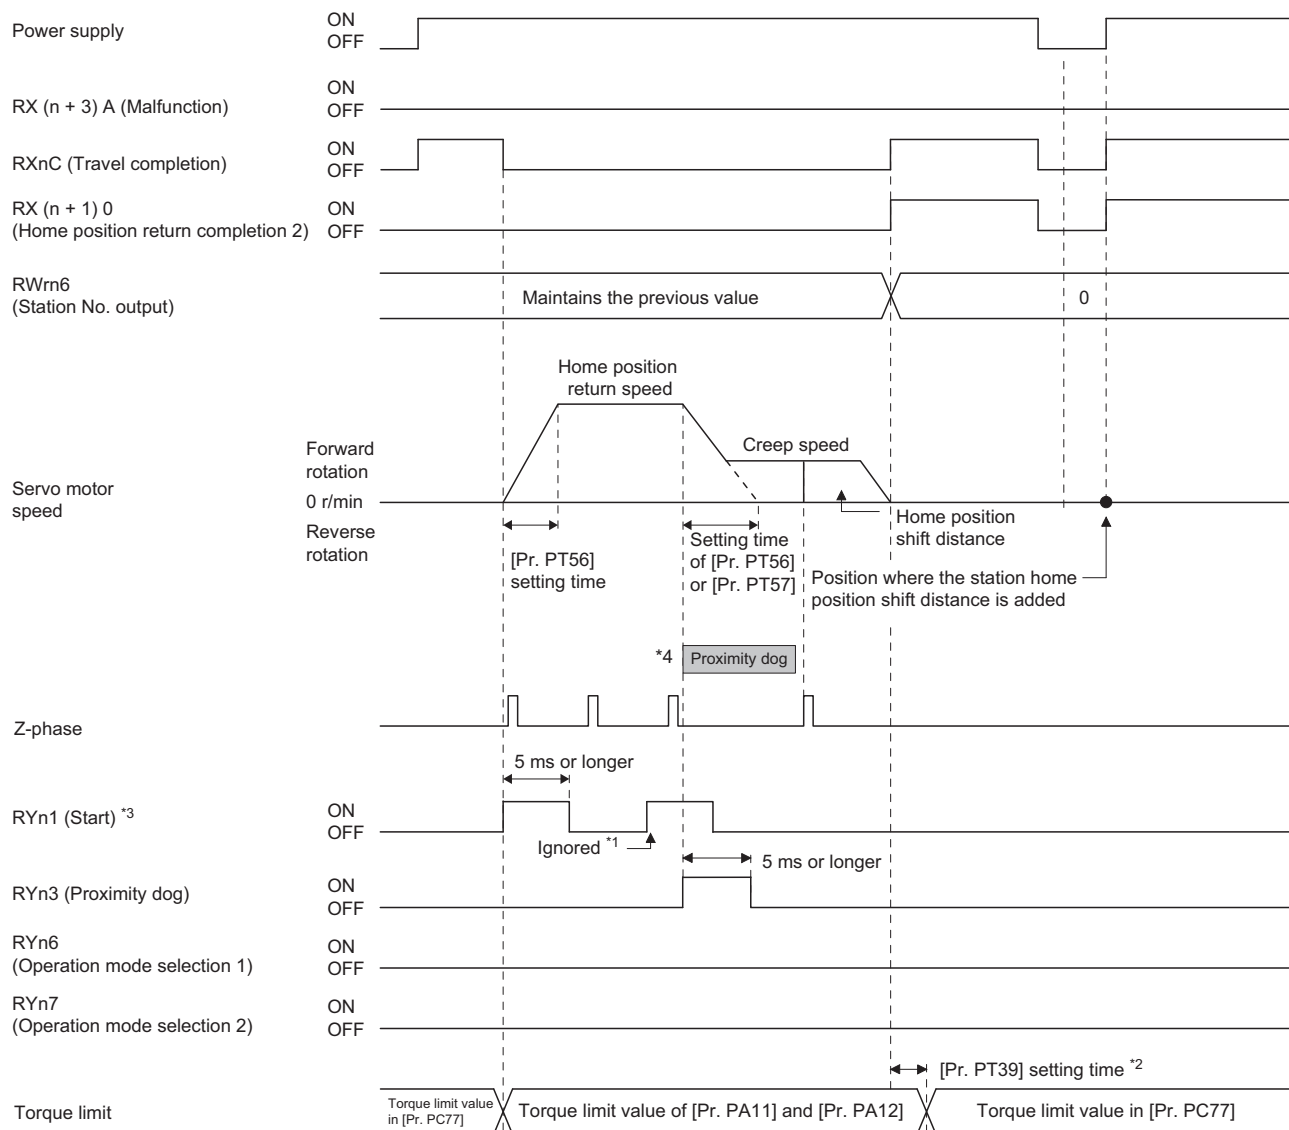 Power supply
ON
OFF
RX (n + 3) A (Malfunction)
ON
OFF
RXnC (Travel completion)
ON
OFF
RX (n + 1) 0
(Home position return completion 2)
ON
OFF
RWrn6
(Station No. output)
Maintains the previous value
0
Home position
return speed
Creep speed
Forward
rotation
Servo motor
speed
0 r/min
Reverse
rotation
[Pr. PT56]
setting time
Setting time
of [Pr. PT56]
or [Pr. PT57]
Home position
shift distance
Position where the station home
position shift distance is added
*4
Proximity dog
Z-phase
5 ms or longer
RYn1 (Start) *3
ON
OFF
Ignored *1
5 ms or longer
RYn3 (Proximity dog)
ON
OFF
RYn6
(Operation mode selection 1)
ON
OFF
RYn7
(Operation mode selection 2)
ON
OFF
[Pr. PT39] setting time *2
Torque limit
Torque limit value
in [Pr. PC77]
Torque limit value of [Pr. PA11] and [Pr. PA12]
Torque limit value in [Pr. PC77]